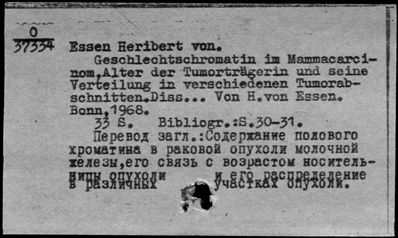 0
37334
Essen Heribert von.
Geschlechtschromatin im Mammacarci-
nom,Alter der Tumorträgerin und seine
Verteilung in verschiedenen Tumorab-
schnitten.Diss... Von H.von Essen.
Bonn,1968.
33 S. Bibliogr.:S.30-31.
Перевод загл.:Содержание полового
хроматина в раковой опухоли молочной
железы,его связь с возрастом носитель-
ницы опухоли и его распределение
в различных участках опухоли.